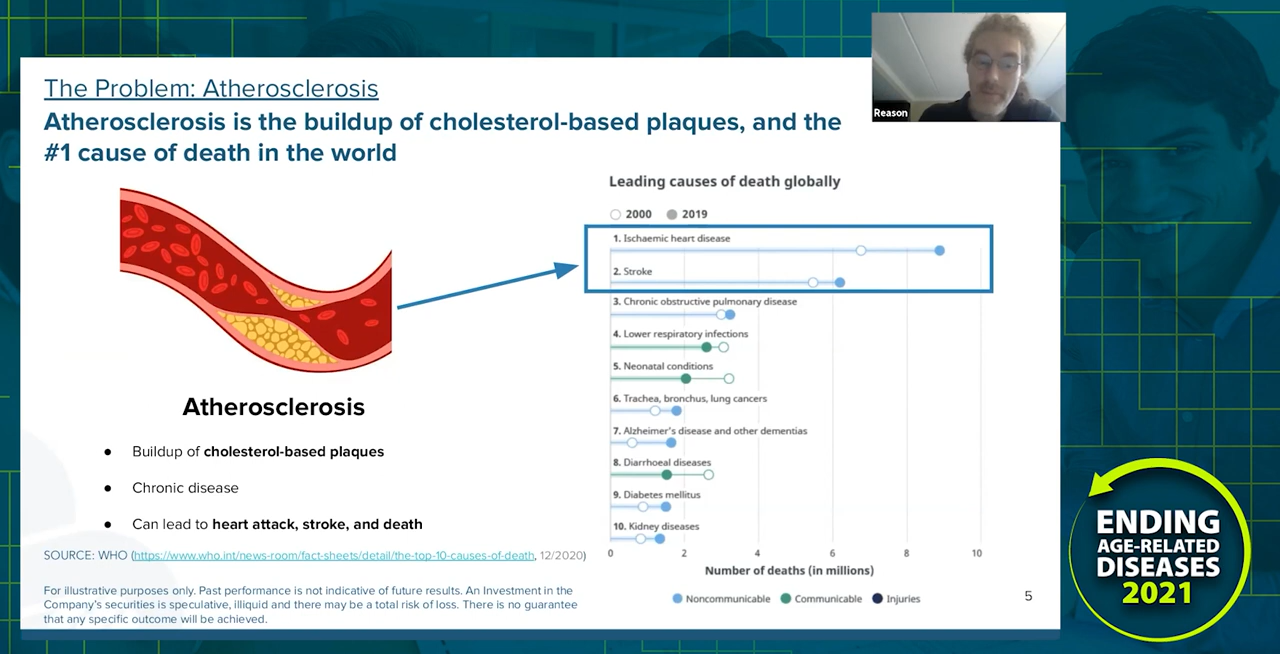 The Problem: Atherosclerosis
Atherosclerosis is the buildup of cholesterol-based plaques, and the
#1 cause of death in the world
Reason
Atherosclerosis
● Buildup of cholesterol-based plaques
● Chronic disease
● Can lead to heart attack, stroke, and death
SOURCE: WHO (https://www.who.int/news-room/fact-sheets/detail/the-top-10-causes-of-death, 12/2020)
For illustrative purposes only. Past performance is not indicative of future results. An Investment in the
Company's securities is speculative, illiquid and there may be a total risk of loss. There is no guarantee
that any specific outcome will be achieved.
Leading causes of death globally
2000 2019
1. Ischaemic heart disease
2. Stroke
3. Chronic obstructive pulmonary disease
4. Lower respiratory infections
5. Neonatal conditions
6. Trachea, bronchus, lung cancers
7. Alzheimer's disease and other dementias
8. Diarrhoeal diseases
9. Diabetes mellitus
10. Kidney diseases
0 2 4 6 8 10
Number of deaths (in millions)
Noncommunicable Communicable Injuries
5
ENDING
AGE-RELATED
DISEASES
2021